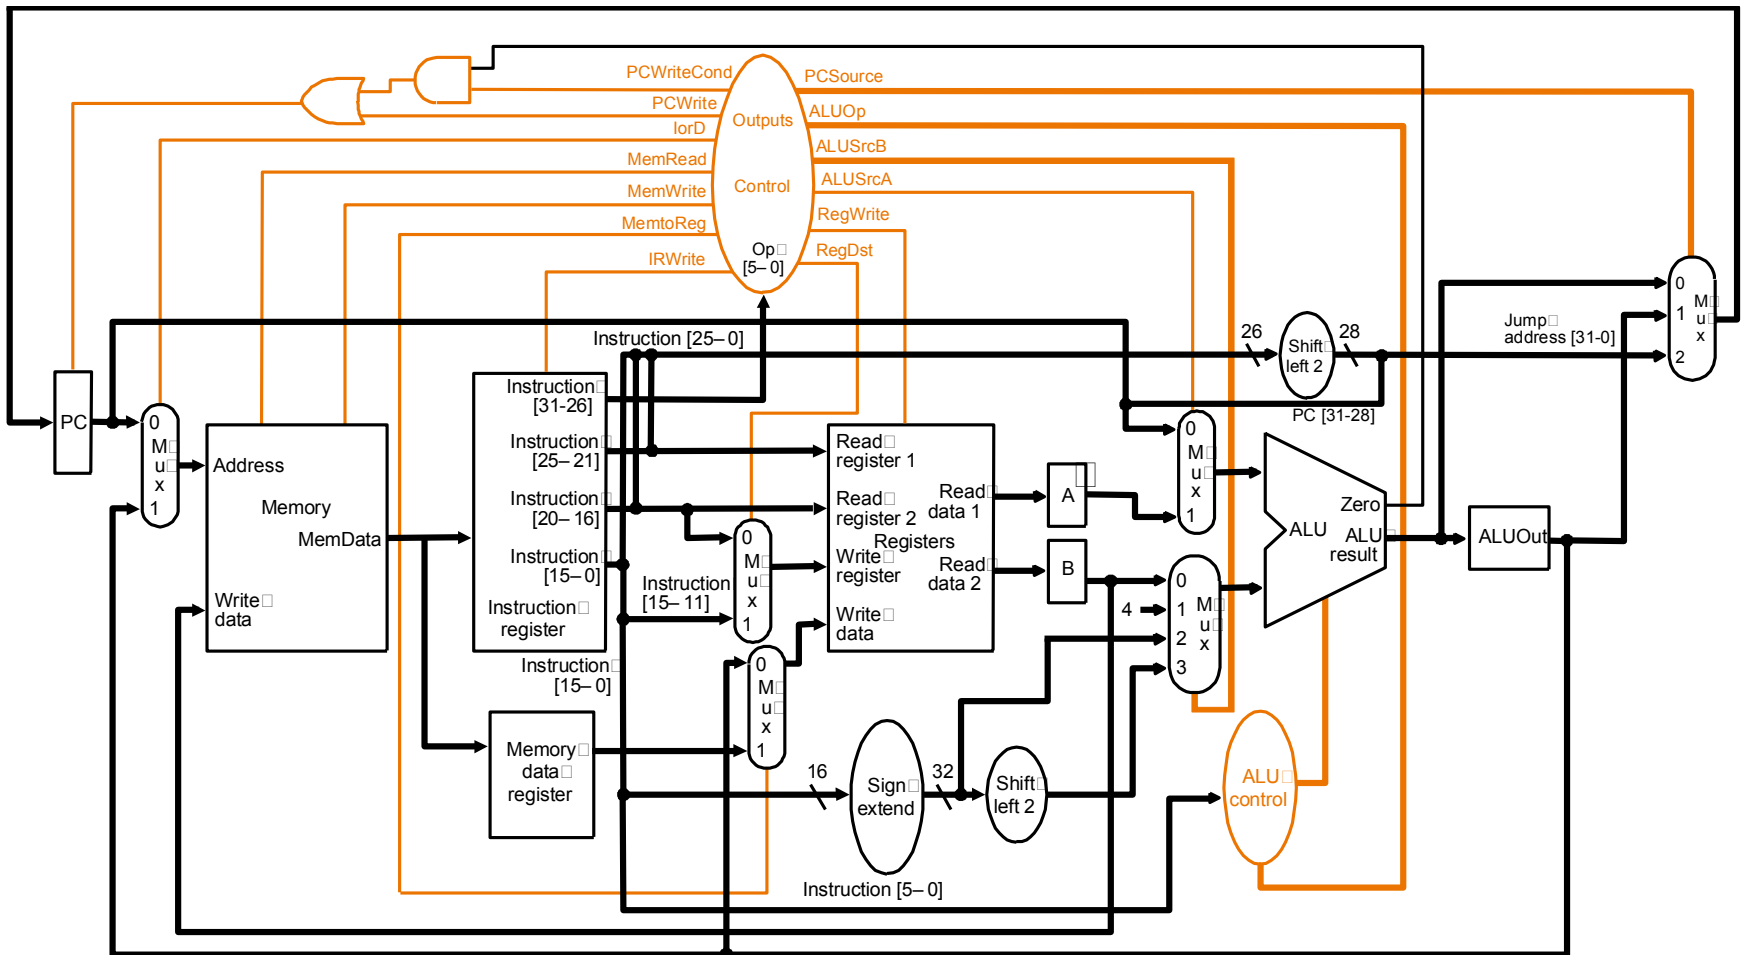 PCWriteCond
PCSource
PCWrite
ALUOp
Outputs
IorD
ALUSrcB
MemRead
ALUSrcA
Control
MemWrite
RegWrite
MemtoReg
Op
[5–0]
RegDst
IRWrite
Instruction [25–0]
26
Shift
left 2
28
Jump
address [31-0]
0
M
u
x
1
2
PC [31-28]
PC
0
M
u
x
1
Address
Memory
MemData
Write
data
Instruction
[31-26]
Instruction
[25–21]
Instruction
[20–16]
Instruction
[15–0]
Instruction
register
Instruction
[15–11]
0
M
u
x
1
Read
register 1
Read
register 2
Registers
Write
register
Write
data
Read
data 1
Read
data 2
A
B
0
M
u
x
1
4
0
1
2
3
M
u
x
ALU
Zero
ALU
result
ALUOut
Instruction
[15–0]
0
M
u
x
1
Memory
data
register
16
Sign
extend
32
Shift
left 2
ALU
control
Instruction [5–0]